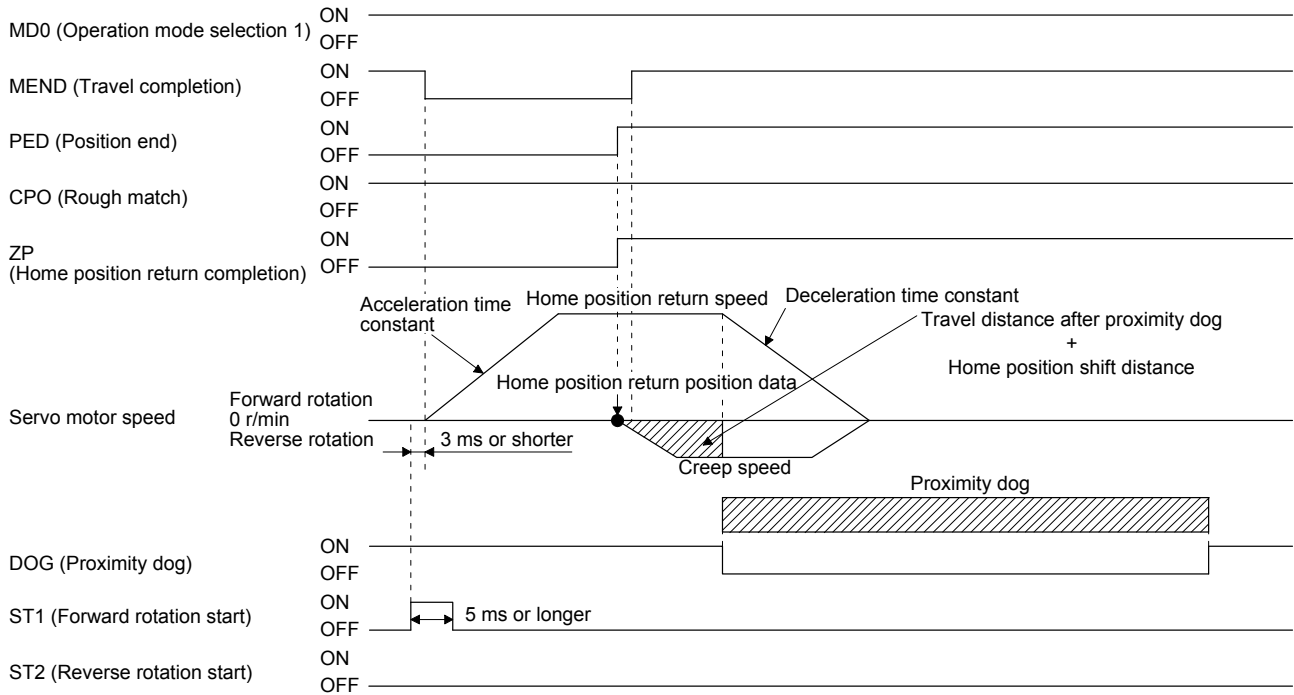 MD0 (Operation mode selection 1)
ON
OFF
MEND (Travel completion)
ON
OFF
PED (Position end)
ON
OFF
CPO (Rough match)
ON
OFF
ZP
(Home position return completion)
ON
OFF
Acceleration time
constant
Home position return speed
Deceleration time constant
Travel distance after proximity dog
+
Home position shift distance
Home position return position data
Servo motor speed
Forward rotation
0 r/min
Reverse rotation
3 ms or shorter
Creep speed
Proximity dog
DOG (Proximity dog)
ON
OFF
ST1 (Forward rotation start)
ON
OFF
5 ms or longer
ST2 (Reverse rotation start)
ON
OFF